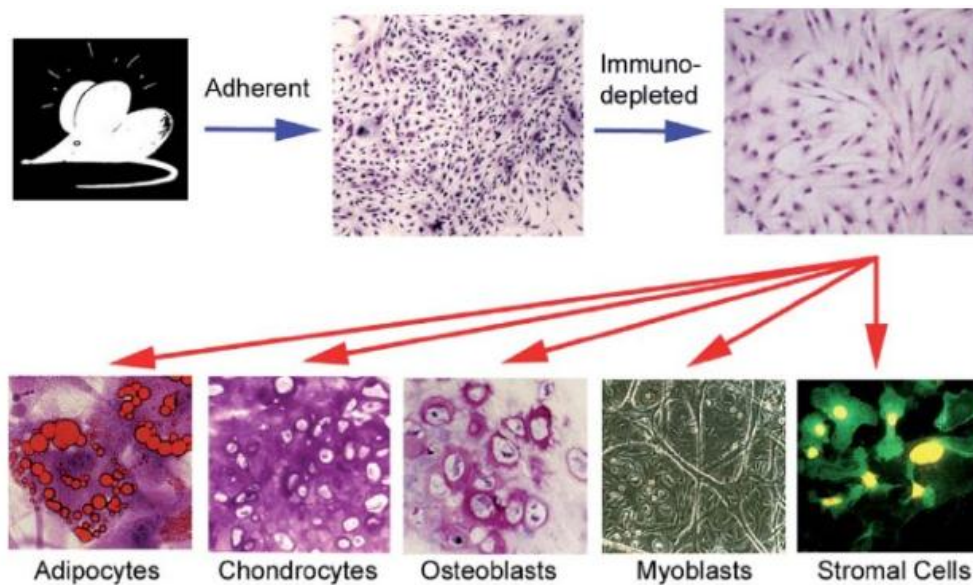 Adherent
Immuno-
depleted
Adipocytes
Chondrocytes
Osteoblasts
Myoblasts
Stromal Cells